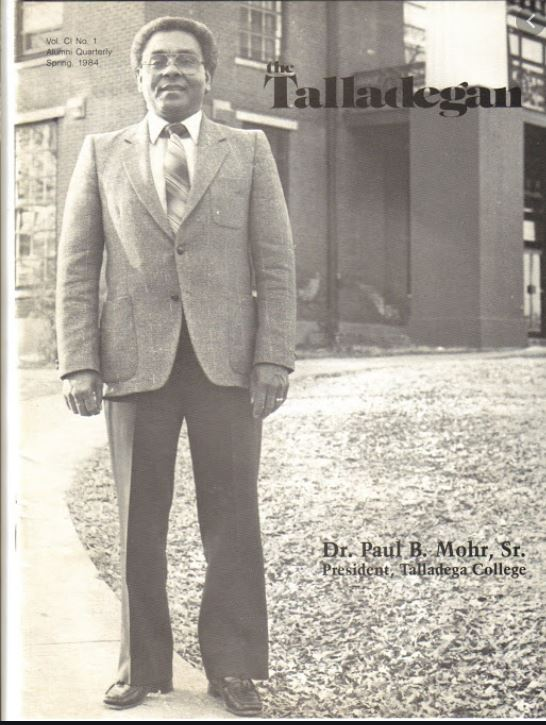 Vol. CI No. 1
Alumni Quarterly
Spring, 1984
the
Talladegan
Dr. Paul B. Mohr, Sr.
President, Talladega College